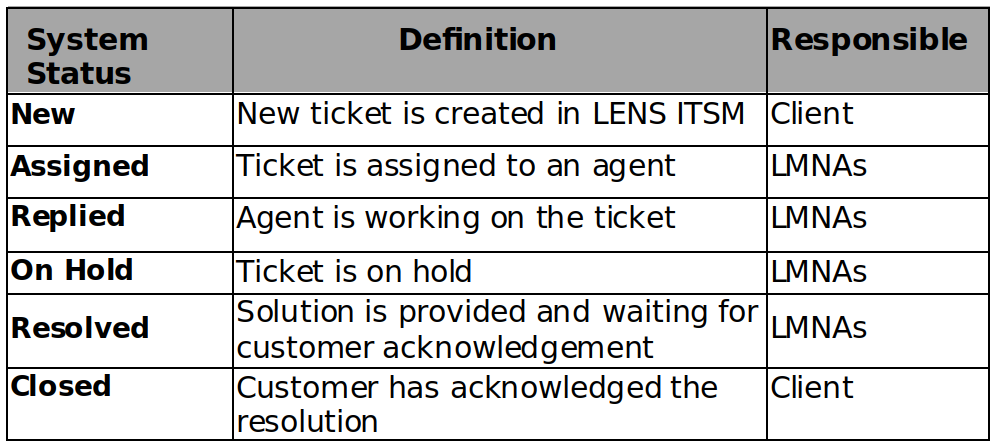 System Status Definition Responsible
New New ticket is created in LENS ITSM Client
Assigned Ticket is assigned to an agent LMNAs
Replied Agent is working on the ticket LMNAs
On Hold Ticket is on hold LMNAs
Resolved Solution is provided and waiting for
customer acknowledgement LMNAs
Closed Customer has acknowledged the
resolution Client